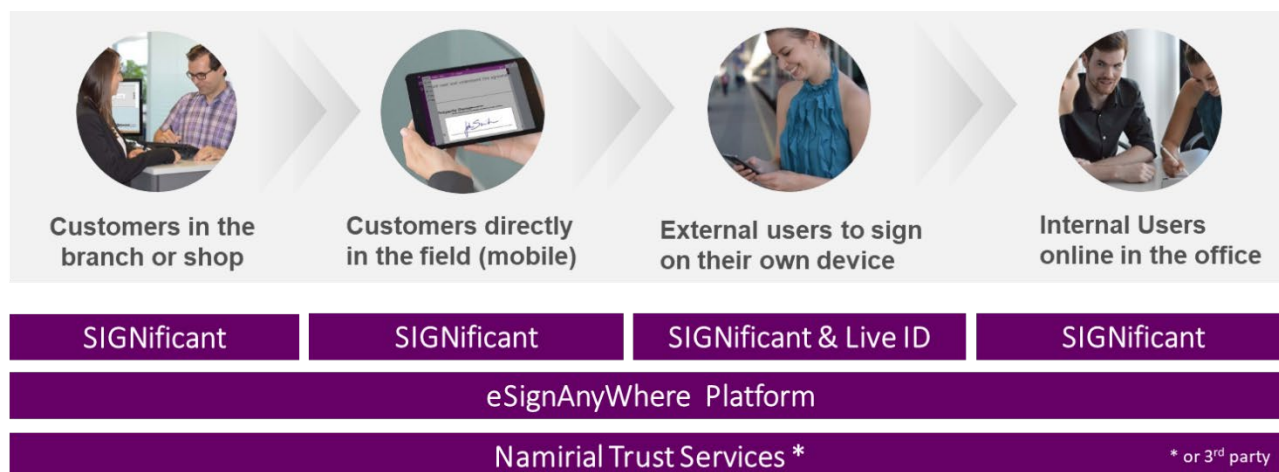 Customers in the
branch or shop
Customers directly
in the field (mobile)
External users to sign
on their own device
Internal Users
online in the office
SIGNificant
SIGNificant
SIGNificant & Live ID
SIGNificant
eSignAnyWhere Platform
Namirial Trust Services *
* or 3rd party